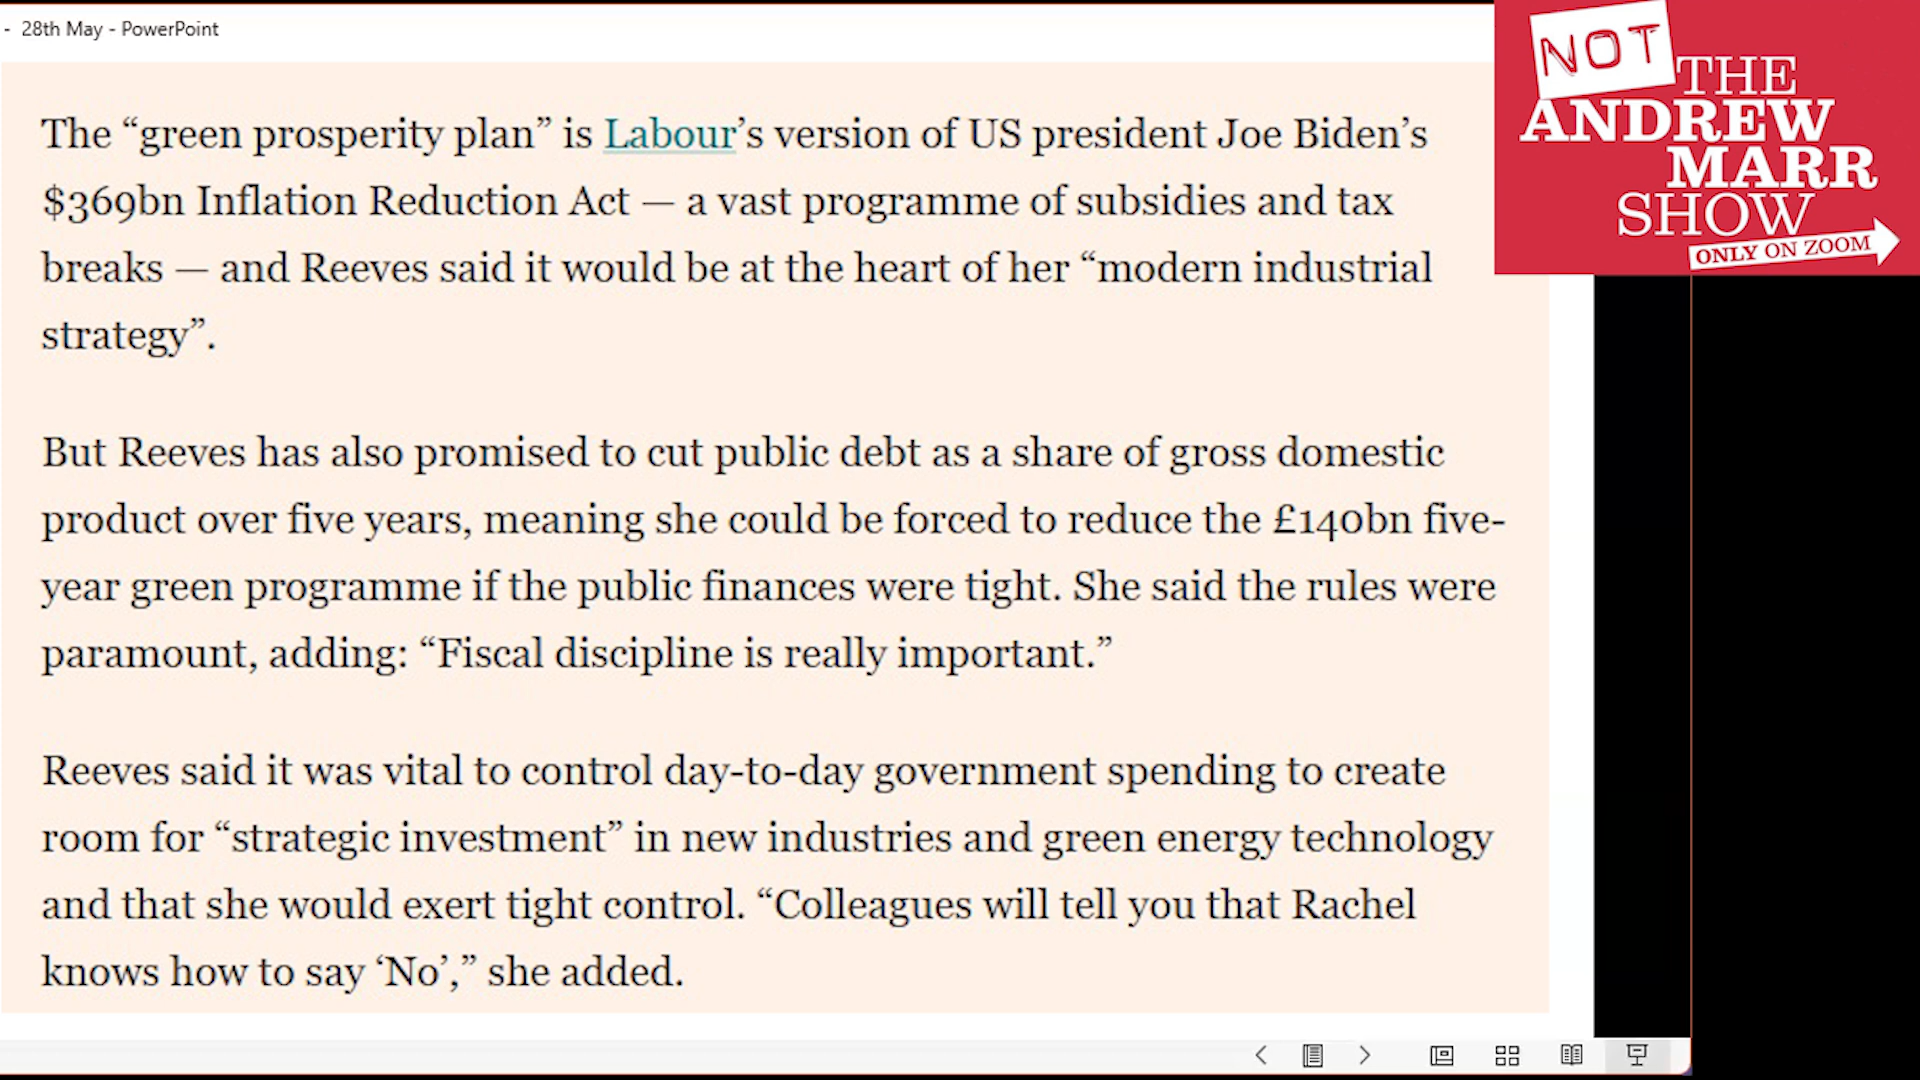 - 28th May - PowerPoint
NOT
THE
ANDREW
MARR
SHOW
ONLY ON ZOOM
The “green prosperity plan” is Labour’s version of US president Joe Biden’s
$369bn Inflation Reduction Act — a vast programme of subsidies and tax
breaks — and Reeves said it would be at the heart of her “modern industrial
strategy”.
But Reeves has also promised to cut public debt as a share of gross domestic
product over five years, meaning she could be forced to reduce the £140bn five-
year green programme if the public finances were tight. She said the rules were
paramount, adding: “Fiscal discipline is really important.”
Reeves said it was vital to control day-to-day government spending to create
room for “strategic investment” in new industries and green energy technology
and that she would exert tight control. “Colleagues will tell you that Rachel
knows how to say ‘No’,” she added.